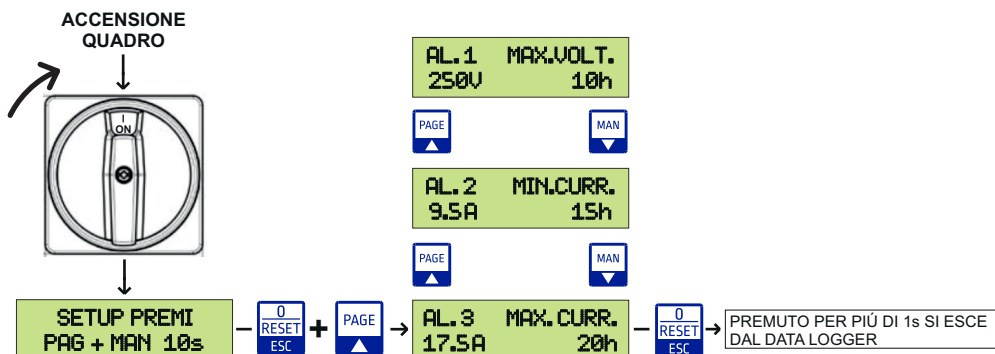 ACCENSIONE
QUADRO
I
ON
SETUP PREMI
PAG + MAN 10s
0
RESET
ESC
+
PAGE
AL.1 MAX.VOLT.
250V 10h
PAGE
MAN
AL.2 MIN.CURR.
9.5A 15h
PAGE
MAN
AL.3 MAX.CURR.
17.5A 20h
0
RESET
ESC
PREMUTO PER PIÚ DI 1s SI ESCE
DAL DATA LOGGER